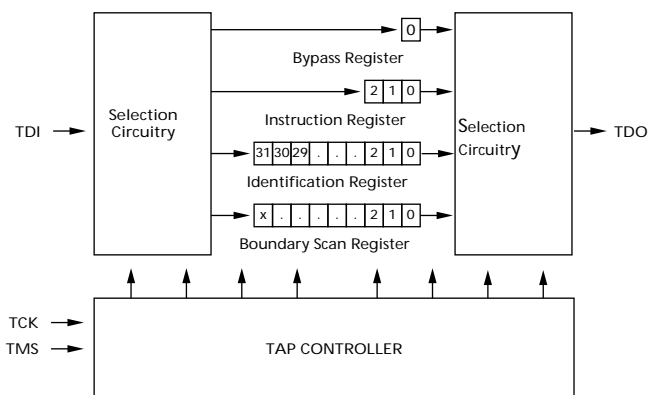 0
Bypass Register
2 1 0
Selection
Circuitry
Instruction Register
Selection
Circuitry
TDI
TDO
31 30 29 . . . 2 1 0
Identification Register
x . . . . . 2 1 0
Boundary Scan Register
TCK
TMS
TAP CONTROLLER